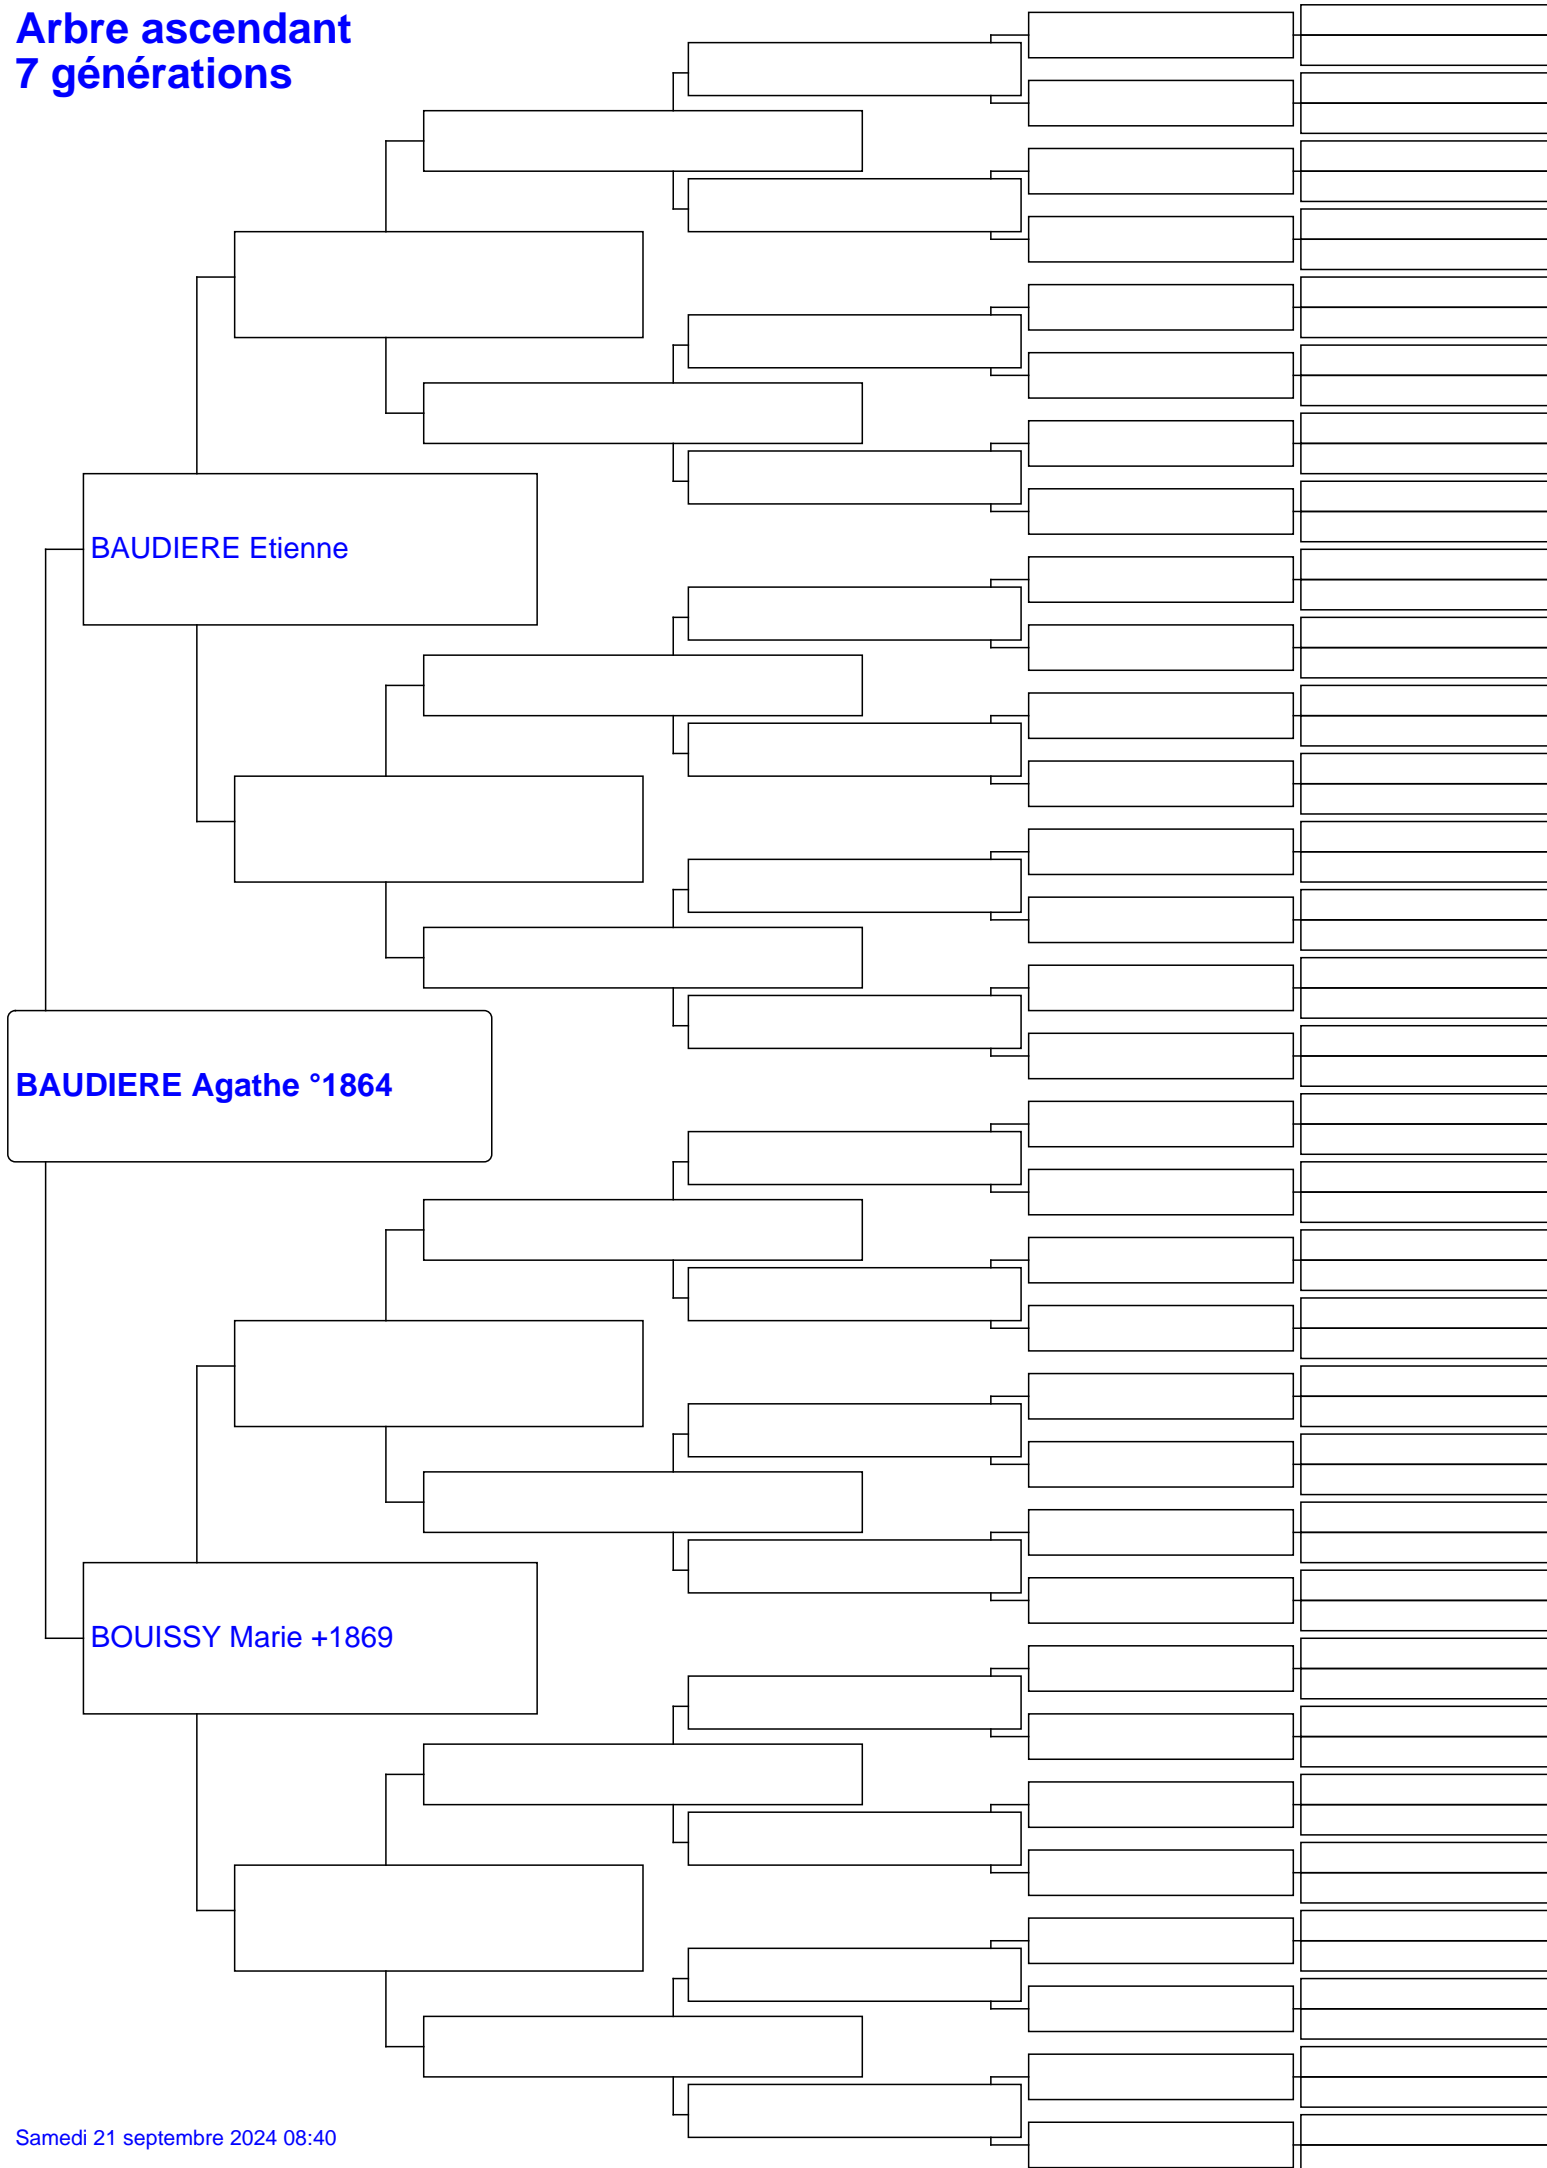 Arbre ascendant
7 générations
BAUDIERE Etienne
BAUDIERE Agathe °1864
BOUISSY Marie +1869
Samedi 21 septembre 2024 08:40